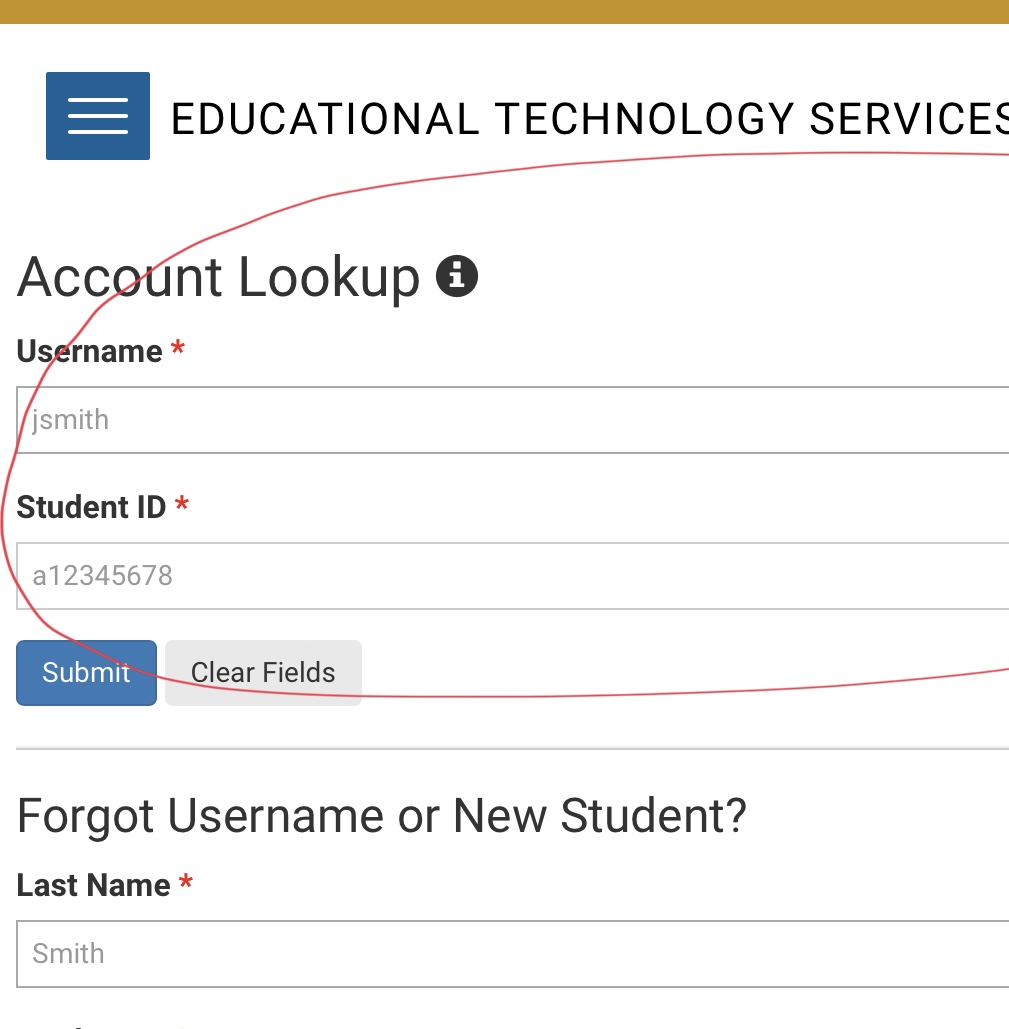 EDUCATIONAL TECHNOLOGY SERVICES
Account Lookup
Username *
jsmith
Student ID *
a12345678
Submit Clear Fields
Forgot Username or New Student?
Last Name *
Smith